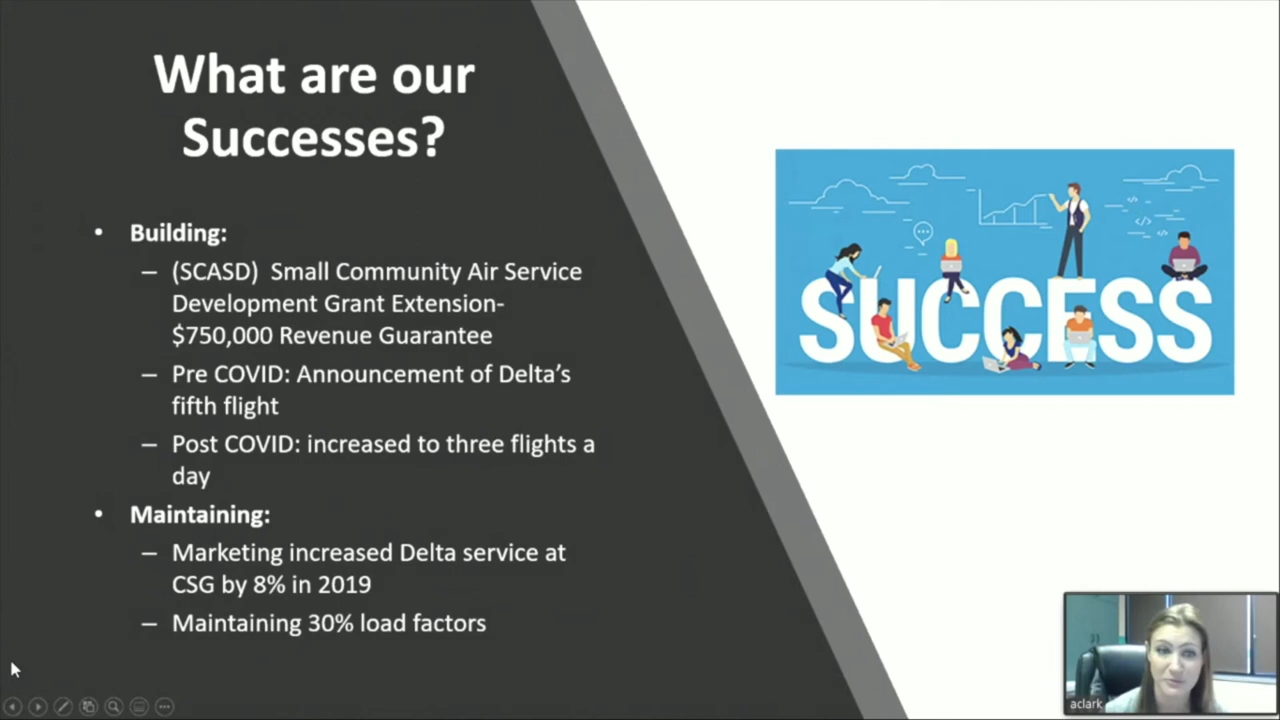 What are our
Successes?
• Building:
– (SCASD)  Small Community Air Service
Development Grant Extension-
$750,000 Revenue Guarantee
– Pre COVID: Announcement of Delta’s
fifth flight
– Post COVID: increased to three flights a
day
• Maintaining:
– Marketing increased Delta service at
CSG by 8% in 2019
– Maintaining 30% load factors
SUCCESS
</> 
</>
</>
aclark